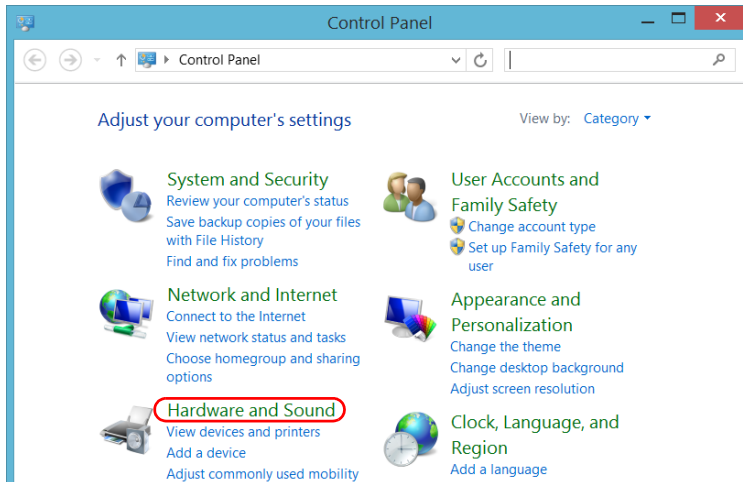 Control Panel
Control Panel
Adjust your computer's settings
View by: Category
System and Security
Review your computer's status
Save backup copies of your files
with File History
Find and fix problems
Network and Internet
Connect to the Internet
View network status and tasks
Choose homegroup and sharing
options
Hardware and Sound
View devices and printers
Add a device
Adjust commonly used mobility
User Accounts and
Family Safety
Change account type
Set up Family Safety for any
user
Appearance and
Personalization
Change the theme
Change desktop background
Adjust screen resolution
Clock, Language, and
Region
Add a language